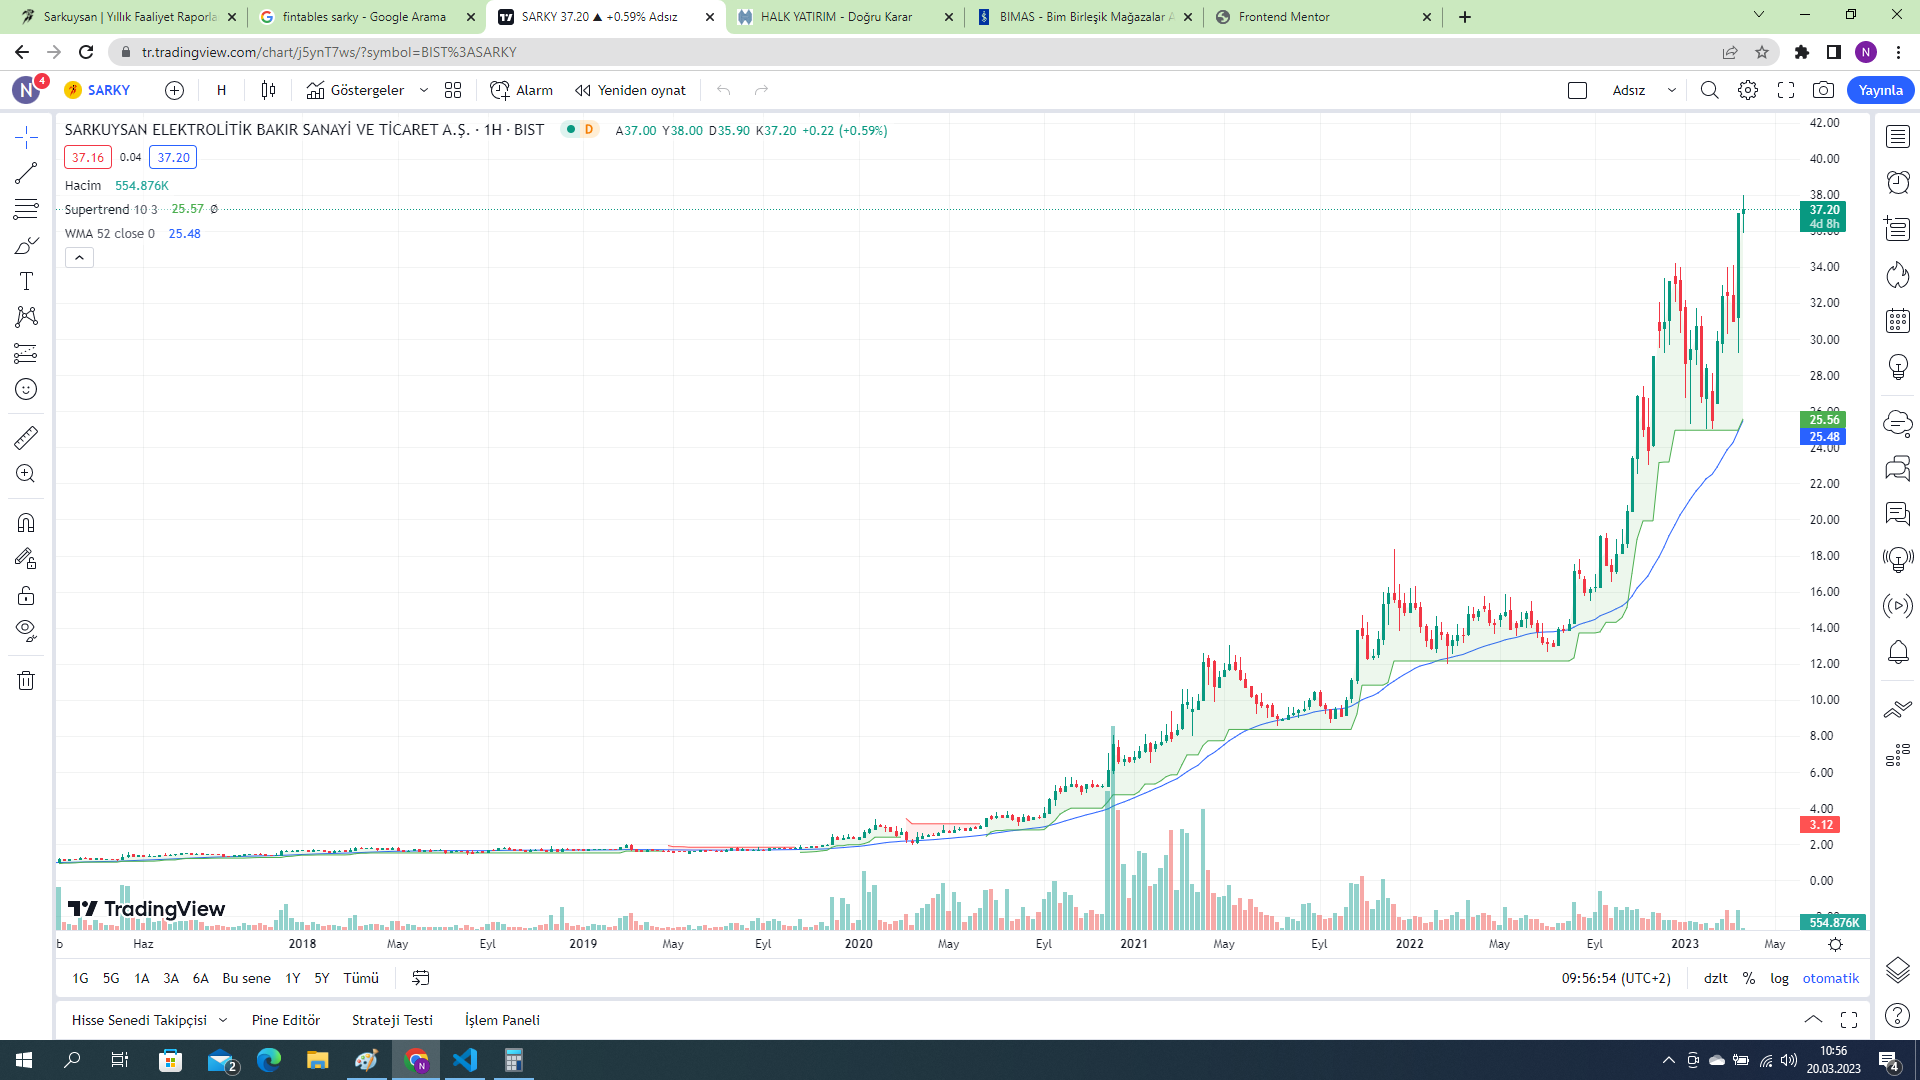 Sarkuysan | Yıllık Faaliyet Raporla
fintables sarky - Google Arama
SARKY 37.20 ▲ +0.59% Adsız
HALK YATIRIM - Doğru Karar
BIMAS - Bim Birleşik Mağazalar A
Frontend Mentor
tr.tradingview.com/chart/j5ynT7ws/?symbol=BIST%3ASARKY
N
N 4 SARKY H Göstergeler Alarm Yeniden oynat Adsız Yayınla
SARKUYSAN ELEKTROLİTİK BAKIR SANAYİ VE TİCARET A.Ş. · 1H · BIST D A37.00 Y38.00 D35.90 K37.20 +0.22 (+0.59%)
37.16 0.04 37.20
Hacim 554.876K
Supertrend 10 3 25.57 Ø
WMA 52 close 0 25.48
42.00
40.00
38.00
37.20
4d 8h
36.00
34.00
32.00
30.00
28.00
26.00
25.56
25.48
24.00
22.00
20.00
18.00
16.00
14.00
12.00
10.00
8.00
6.00
4.00
3.12
2.00
0.00
554.876K
TradingView
b Haz 2018 May Eyl 2019 May Eyl 2020 May Eyl 2021 May Eyl 2022 May Eyl 2023 May
1G 5G 1A 3A 6A Bu sene 1Y 5Y Tümü 09:56:54 (UTC+2) dzlt % log otomatik
Hisse Senedi Takipçisi Pine Editör Strateji Testi İşlem Paneli
2
N
10:56
20.03.2023
4